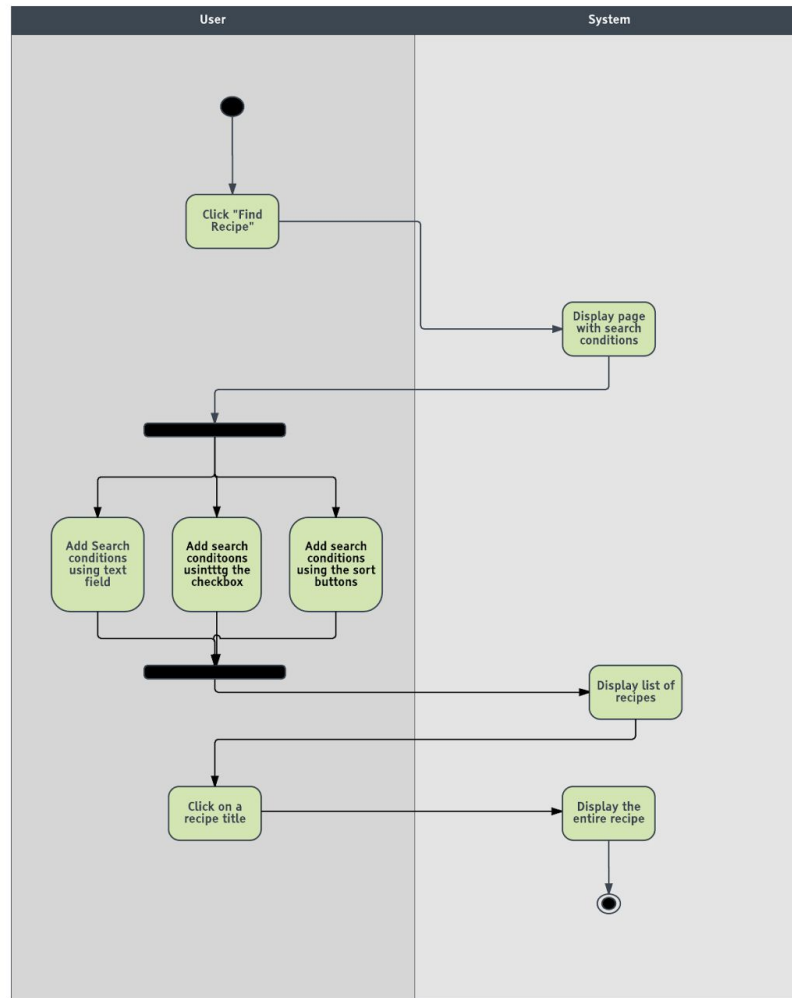 User
System
Click "Find
Recipe"
Display page
with search
conditions
Add Search
conditions
using text
field
Add search
conditoons
usintttg the
checkbox
Add search
conditions
using the sort
buttons
Display list of
recipes
Click on a
recipe title
Display the
entire recipe